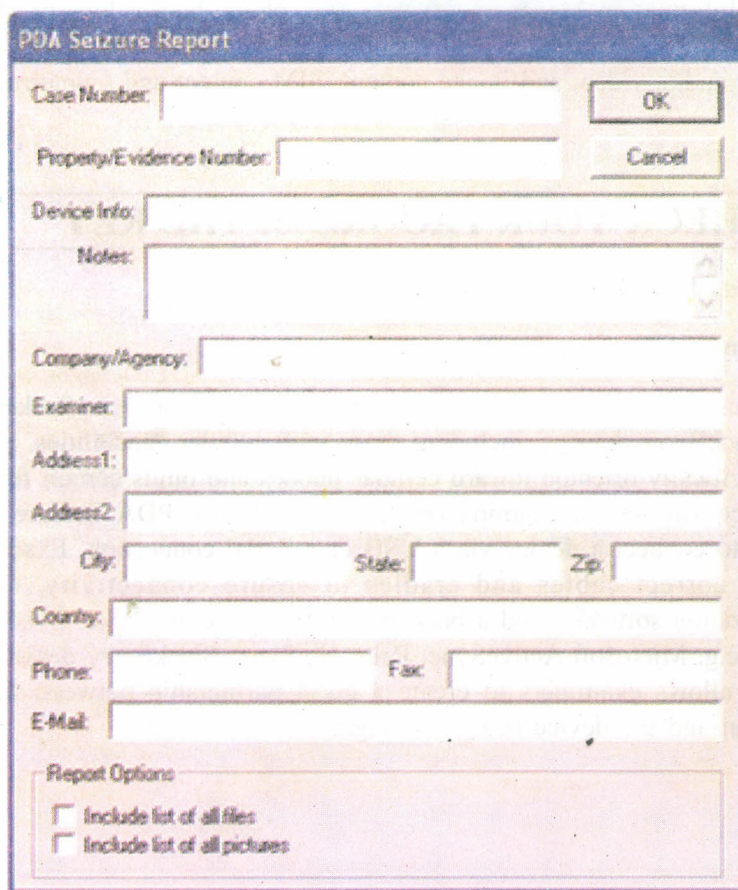 PDA Seizure Report
Case Number: OK
Property/Evidence Number: Cancel
Device Info:
Notes:
Company/Agency:
Examiner:
Address1:
Address2:
City: State: Zip:
Country:
Phone: Fax:
E-Mail:
Report Options
Include list of all files
Include list of all pictures